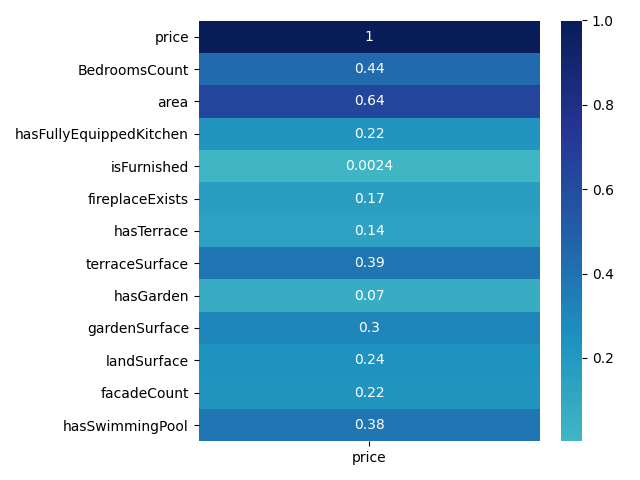 price 1
BedroomsCount 0.44
area 0.64
hasFullyEquippedKitchen 0.22
isFurnished 0.0024
fireplaceExists 0.17
hasTerrace 0.14
terraceSurface 0.39
hasGarden 0.07
gardenSurface 0.3
landSurface 0.24
facadeCount 0.22
hasSwimmingPool 0.38
price
1.0
0.8
0.6
0.4
0.2